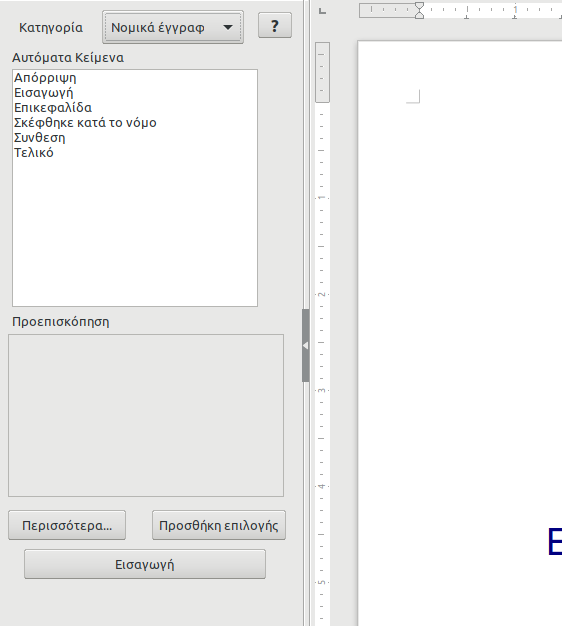 Κατηγορία Νομικά έγγραφ ?
Αυτόματα Κείμενα
Απόρριψη
Εισαγωγή
Επικεφαλίδα
Σκέφθηκε κατά το νόμο
Συνθεση
Τελικό
Προεπισκόπηση
Περισσότερα... Προσθήκη επιλογής
Εισαγωγή
1
1
2
3
4
5
Ε